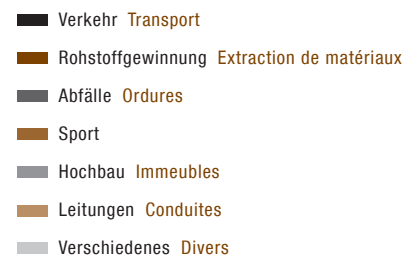 Verkehr Transport
Rohstoffgewinnung Extraction de matériaux
Abfälle Ordures
Sport
Hochbau Immeubles
Leitungen Conduites
Verschiedenes Divers